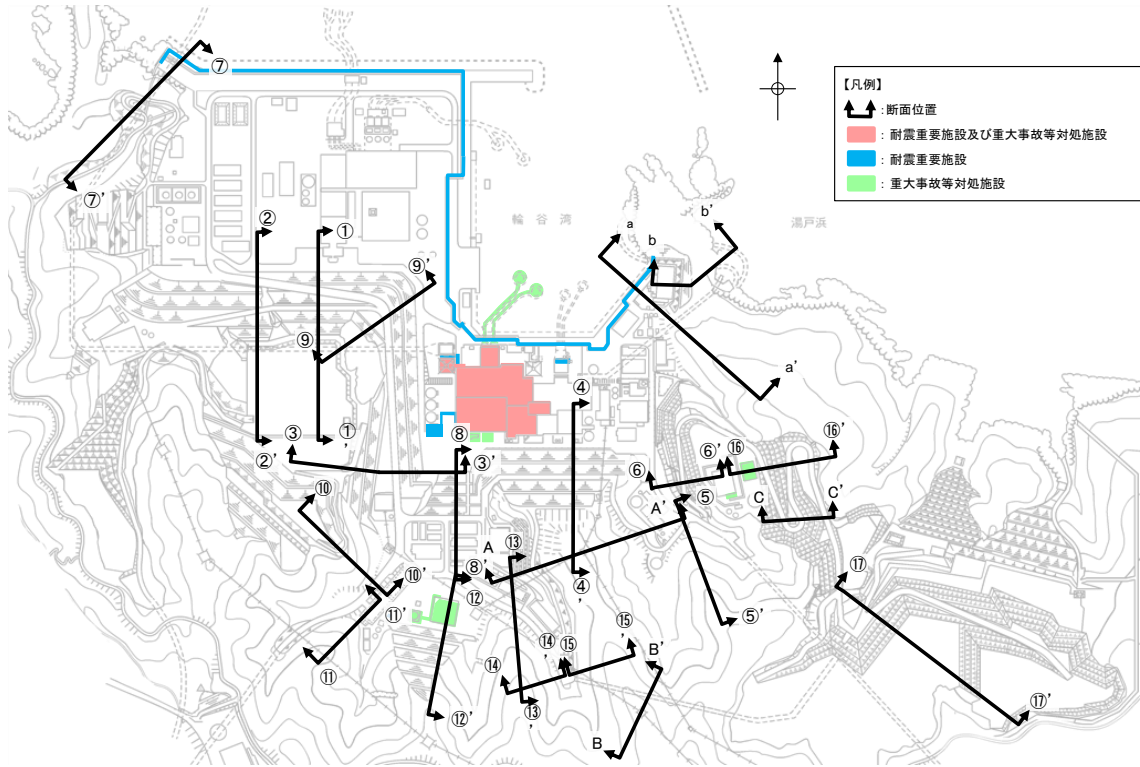 ⑦
⑦'
【凡例】
:断面位置
:耐震重要施設及び重大事故等対処施設
:耐震重要施設
:重大事故等対処施設
輪谷湾
湯戸浜
②
①
⑨'
⑨
a
b
b'
a'
④
③
②'
①'
⑧
③'
⑥
⑥'
⑯
⑯'
⑩
A'
⑤
C
C'
A
⑬
⑧'
⑫
④'
⑩'
⑪'
⑰
⑤'
⑪
⑭
⑭'
⑮
⑮'
B'
⑫'
⑬'
⑰'
B